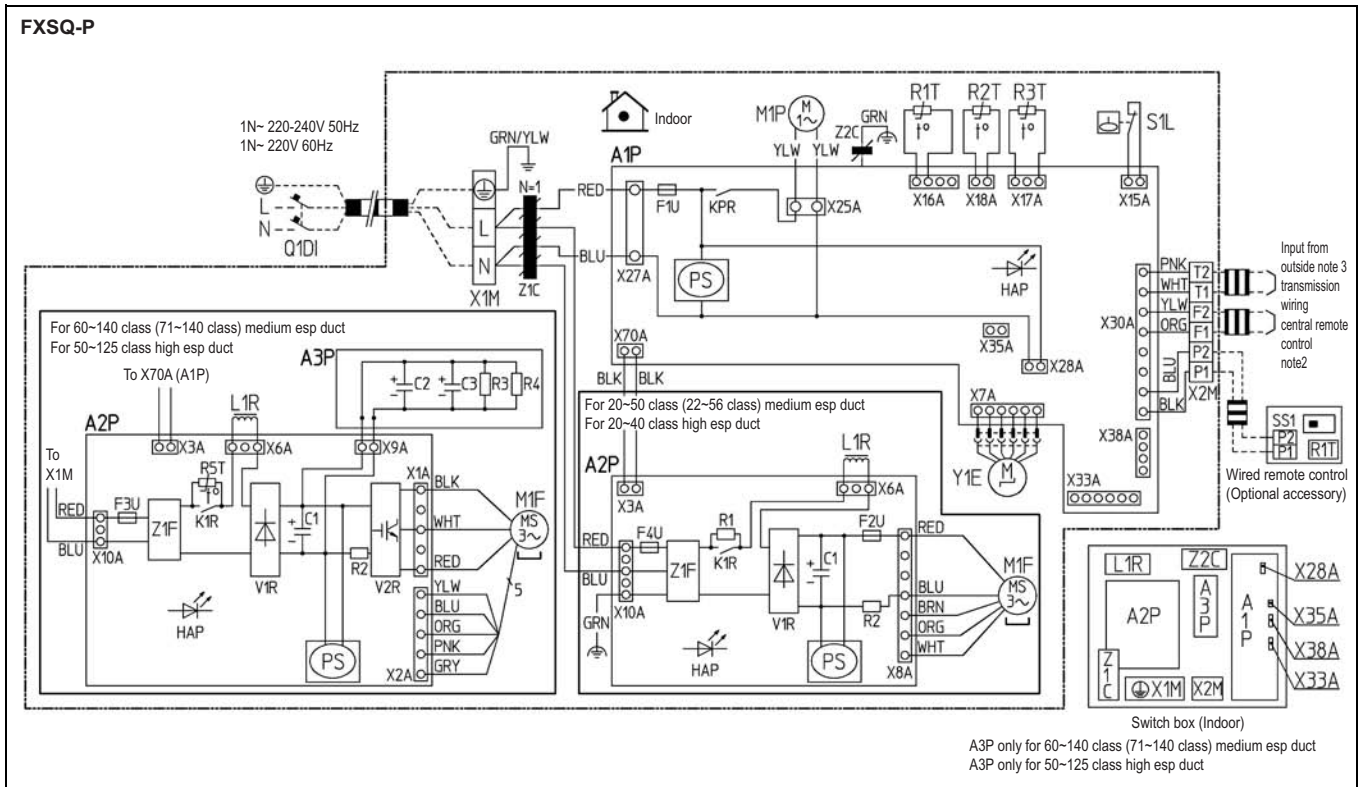 FXSQ-P
1N~ 220-240V 50Hz
1N~ 220V 60Hz
L
N
Q1DI
GRN/YLW
L
N
X1M
N=1
Z1C
RED
BLU
Indoor
A1P
X27A
F1U
KPR
PS
M1P
M
1~
YLW
YLW
X25A
Z2C
GRN
R1T
R2T
R3T
t°
t°
t°
X16A
X18A
X17A
S1L
X15A
HAP
X35A
X28A
X70A
BLK
BLK
X30A
PNK
WHT
YLW
ORG
BLU
BLK
T2
T1
F2
F1
P2
P1
X2M
Input from
outside note 3
transmission
wiring
central remote
control
note2
SS1
P2
P1
R1T
Wired remote control
(Optional accessory)
X7A
Y1E
M
X38A
X33A
For 60~140 class (71~140 class) medium esp duct
For 50~125 class high esp duct
To X70A (A1P)
A3P
C2
C3
R3
R4
L1R
A2P
X3A
X6A
X9A
To
X1M
RED
BLU
X10A
F3U
Z1F
R5T
t°
K1R
V1R
C1
R2
V2R
X1A
BLK
WHT
RED
M1F
MS
3~
5
YLW
BLU
ORG
PNK
GRY
X2A
HAP
PS
For 20~50 class (22~56 class) medium esp duct
For 20~40 class high esp duct
A2P
L1R
X3A
X6A
RED
BLU
GRN
X10A
F4U
Z1F
R1
K1R
V1R
C1
F2U
R2
RED
BLU
BRN
ORG
WHT
M1F
MS
3~
X8A
HAP
PS
L1R
Z2C
A2P
A3P
A1P
Z1C
X1M
X2M
X28A
X35A
X38A
X33A
Switch box (Indoor)
A3P only for 60~140 class (71~140 class) medium esp duct
A3P only for 50~125 class high esp duct